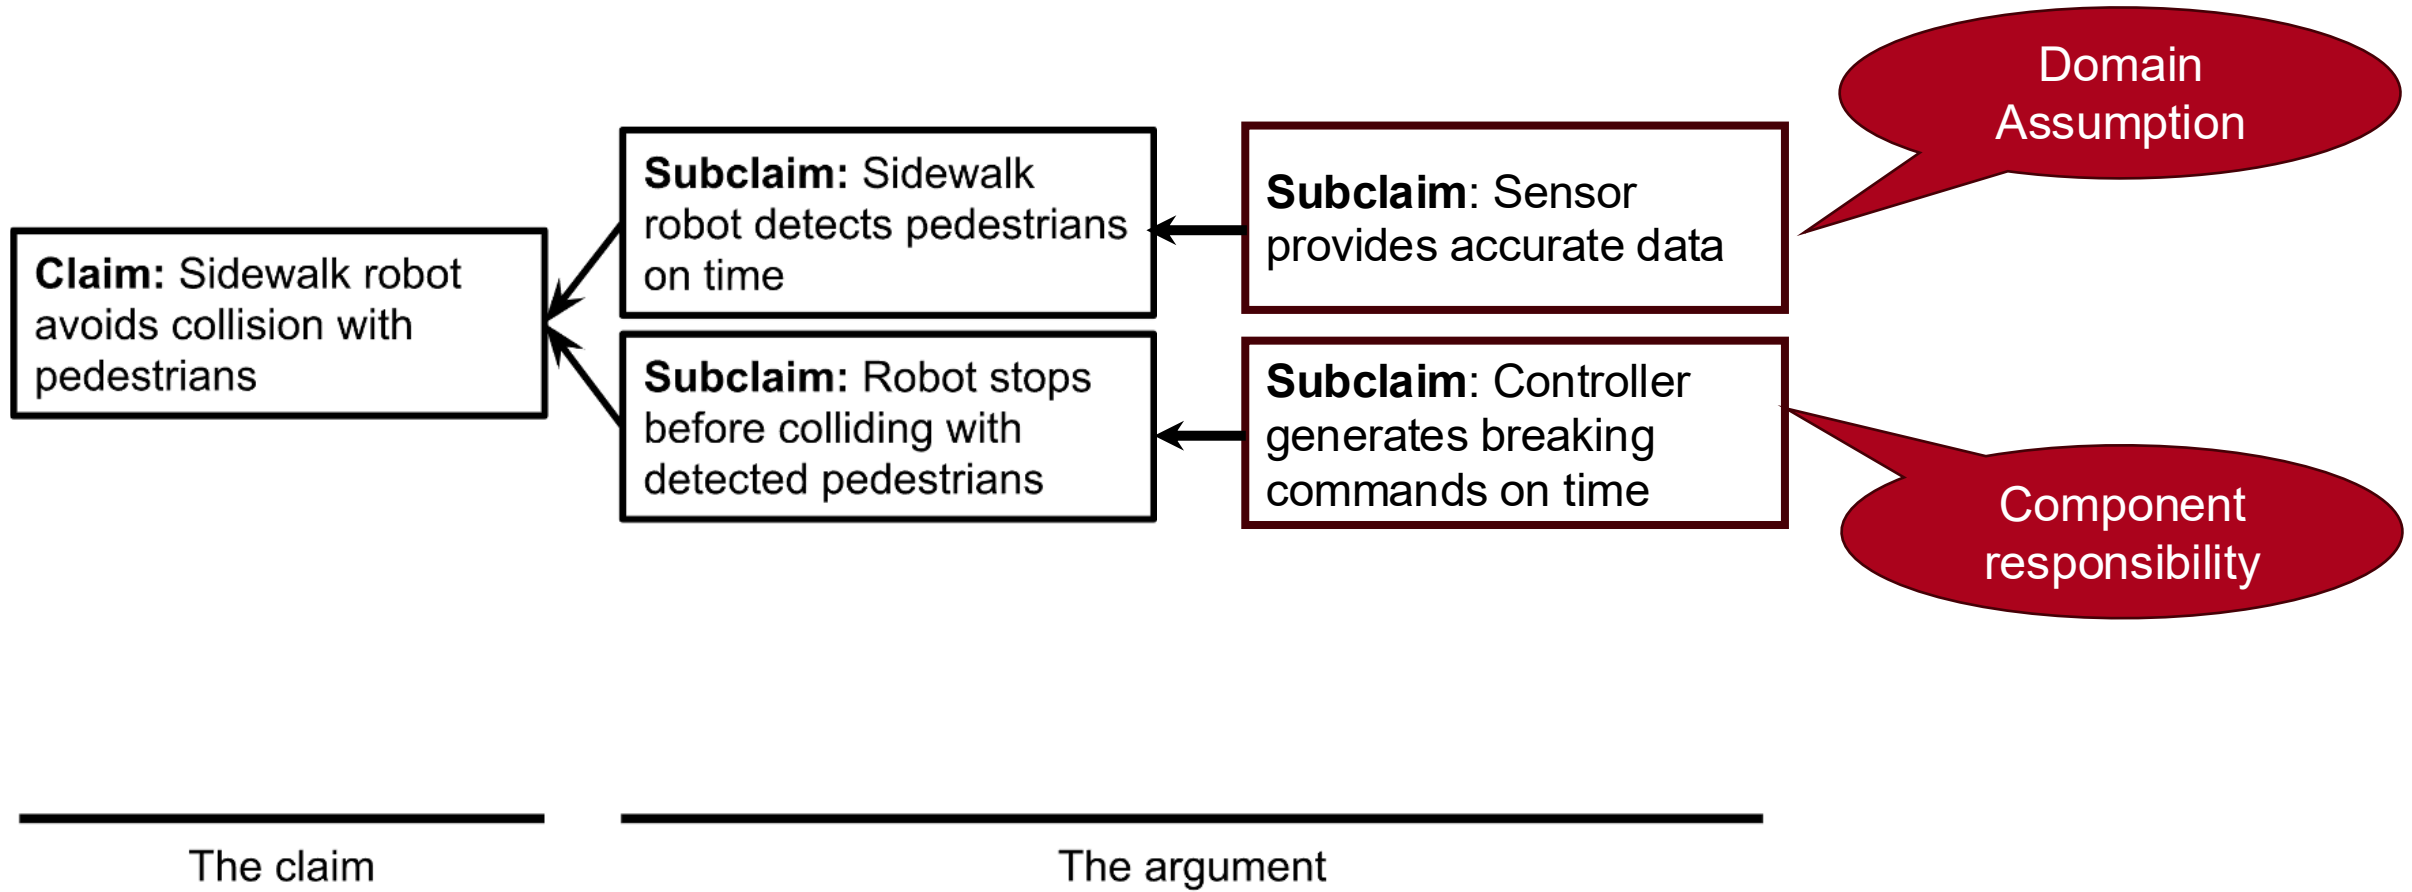 Claim: Sidewalk robot
avoids collision with
pedestrians
Subclaim: Sidewalk
robot detects pedestrians
on time
Subclaim: Robot stops
before colliding with
detected pedestrians
Subclaim: Sensor
provides accurate data
Subclaim: Controller
generates breaking
commands on time
Domain
Assumption
Component
responsibility
The claim
The argument